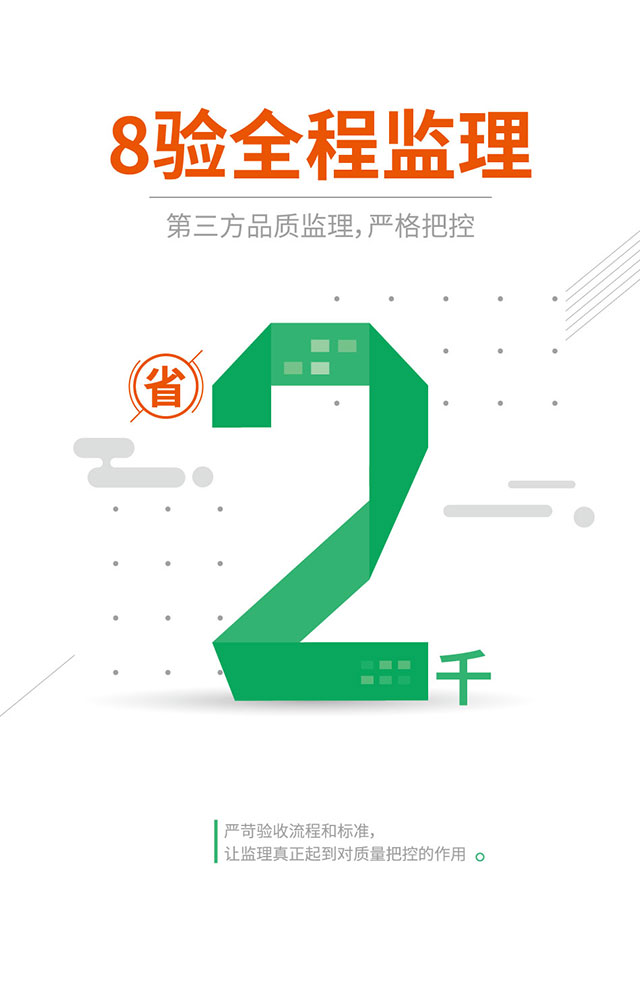 8验全程监理
第三方品质监理，严格把控
省
2千
严苛验收流程和标准，
让监理真正起到对质量把控的作用